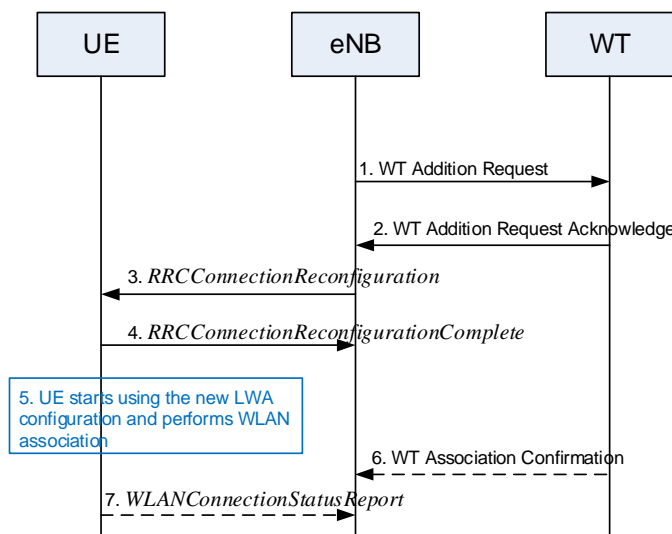 UE
eNB
WT
1. WT Addition Request
2. WT Addition Request Acknowledge
3. RRCConnectionReconfiguration
4. RRCConnectionReconfigurationComplete
5. UE starts using the new LWA
configuration and performs WLAN
association
6. WT Association Confirmation
7. WLANConnectionStatusReport